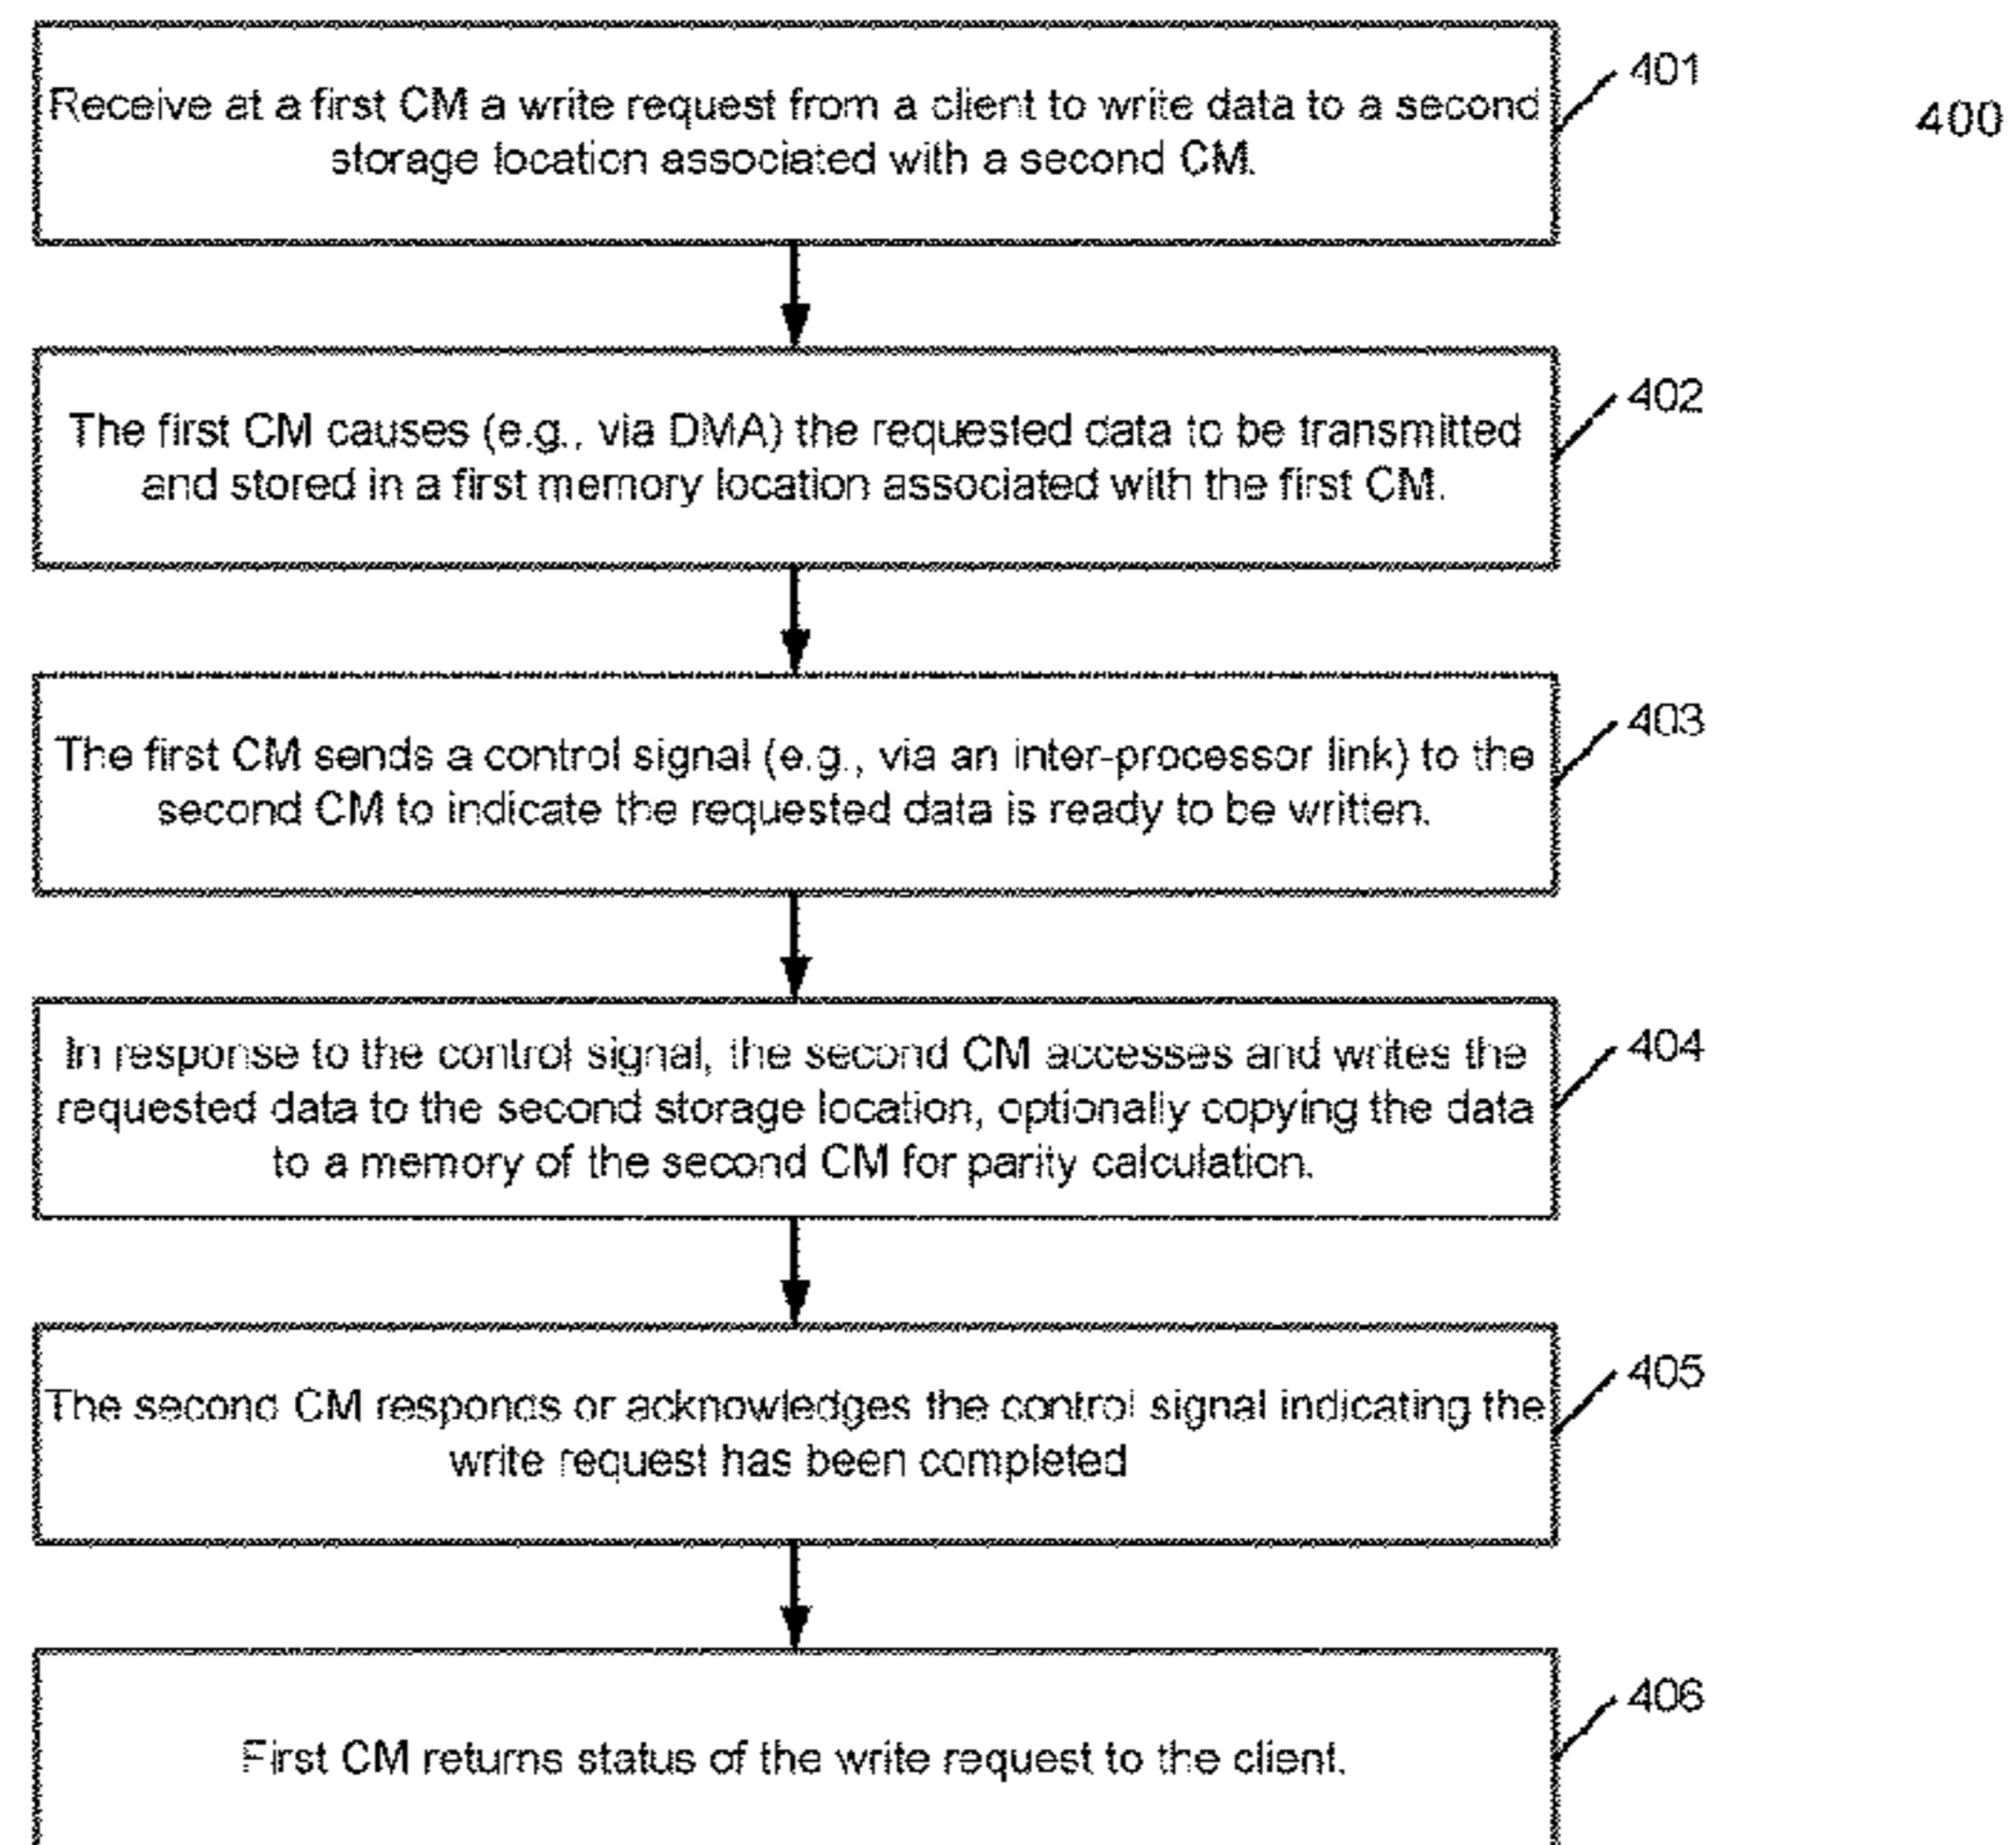 Receive at a first CM a write request from a client to write data to a second
storage location associated with a second CM.
401
400
The first CM causes (e.g., via DMA) the requested data to be transmitted
and stored in a first memory location associated with the first CM.
402
The first CM sends a control signal (e.g., via an inter-processor link) to the
second CM to indicate the requested data is ready to be written.
403
In response to the control signal, the second CM accesses and writes the
requested data to the second storage location, optionally copying the data
to a memory of the second CM for parity calculation.
404
The second CM responds or acknowledges the control signal indicating the
write request has been completed
405
First CM returns status of the write request to the client.
406